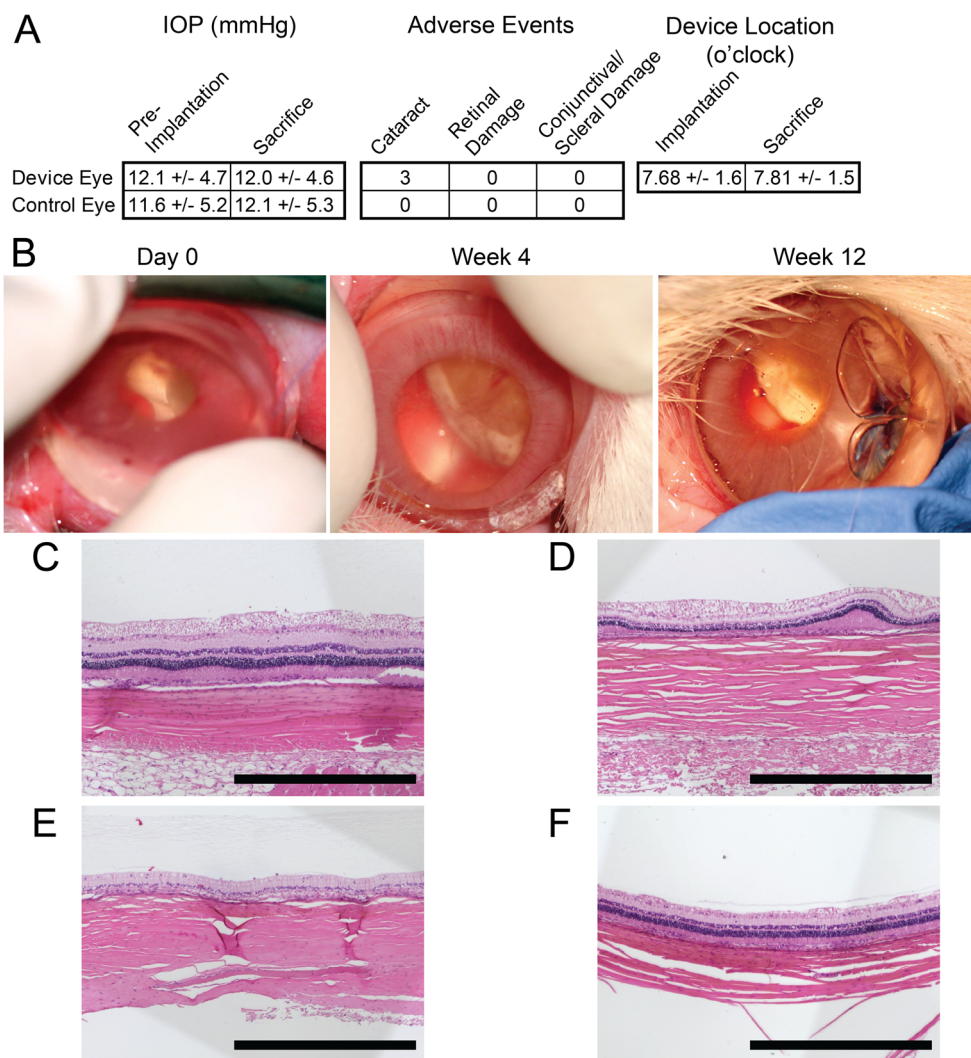 A
IOP (mmHg)
Adverse Events
Device Location
(o'clock)
Pre-
Implantation
Sacrifice
Cataract
Retinal
Damage
Conjunctival/
Scleral Damage
Implantation
Sacrifice
Device Eye 12.1 +/- 4.7 12.0 +/- 4.6 3 0 0 7.68 +/- 1.6 7.81 +/- 1.5
Control Eye 11.6 +/- 5.2 12.1 +/- 5.3 0 0 0
B
Day 0 Week 4 Week 12
C D
E F